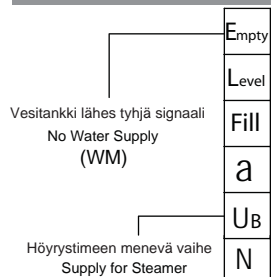 Empty
Level
Vesitankki lähes tyhjä signaali
No Water Supply
(WM)
Fill
a
UB
Höyrystimeen menevä vaihe
Supply for Steamer
N